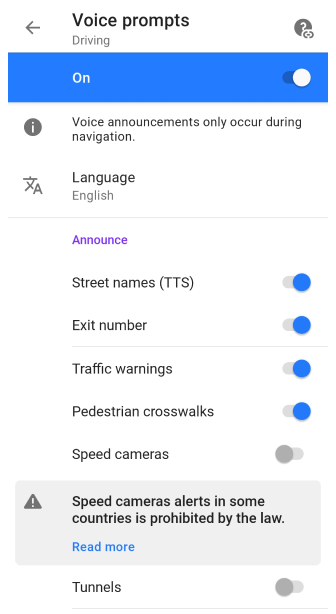 Voice prompts
Driving
On
Voice announcements only occur during
navigation.
Language
English
Announce
Street names (TTS)
Exit number
Traffic warnings
Pedestrian crosswalks
Speed cameras
Speed cameras alerts in some
countries is prohibited by the law.
Read more
Tunnels